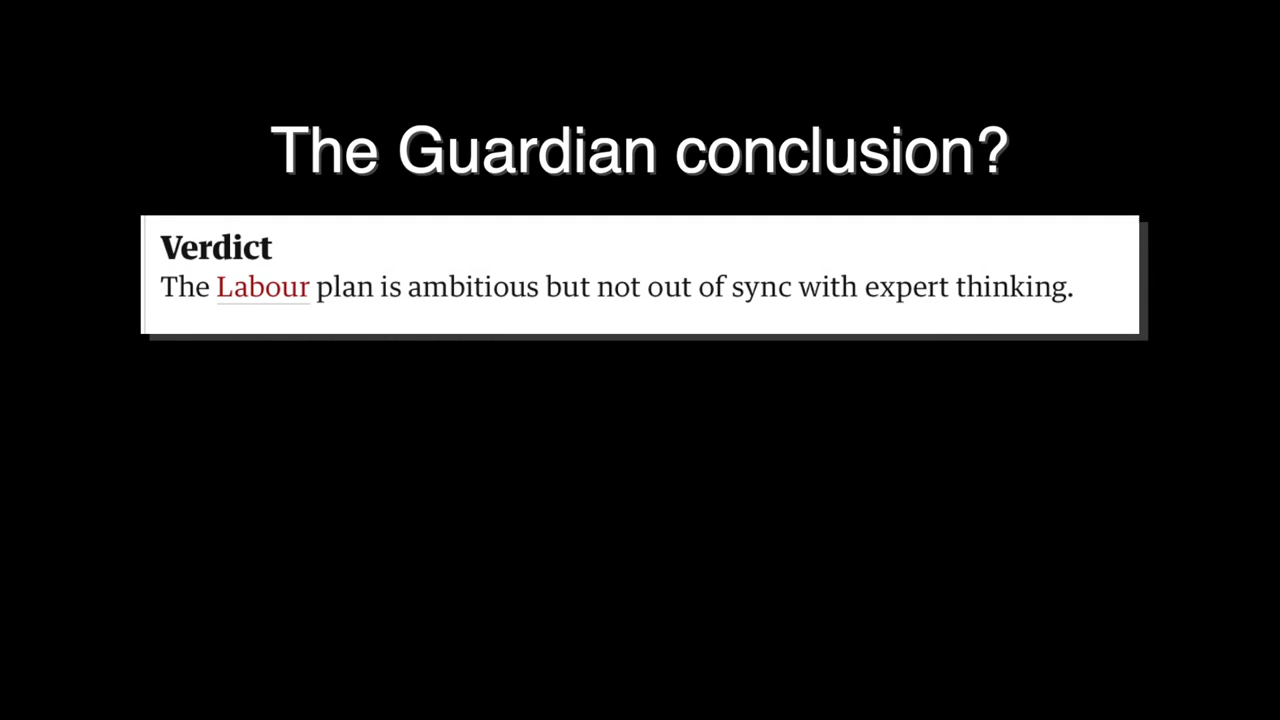 The Guardian conclusion?
Verdict
The Labour plan is ambitious but not out of sync with expert thinking.